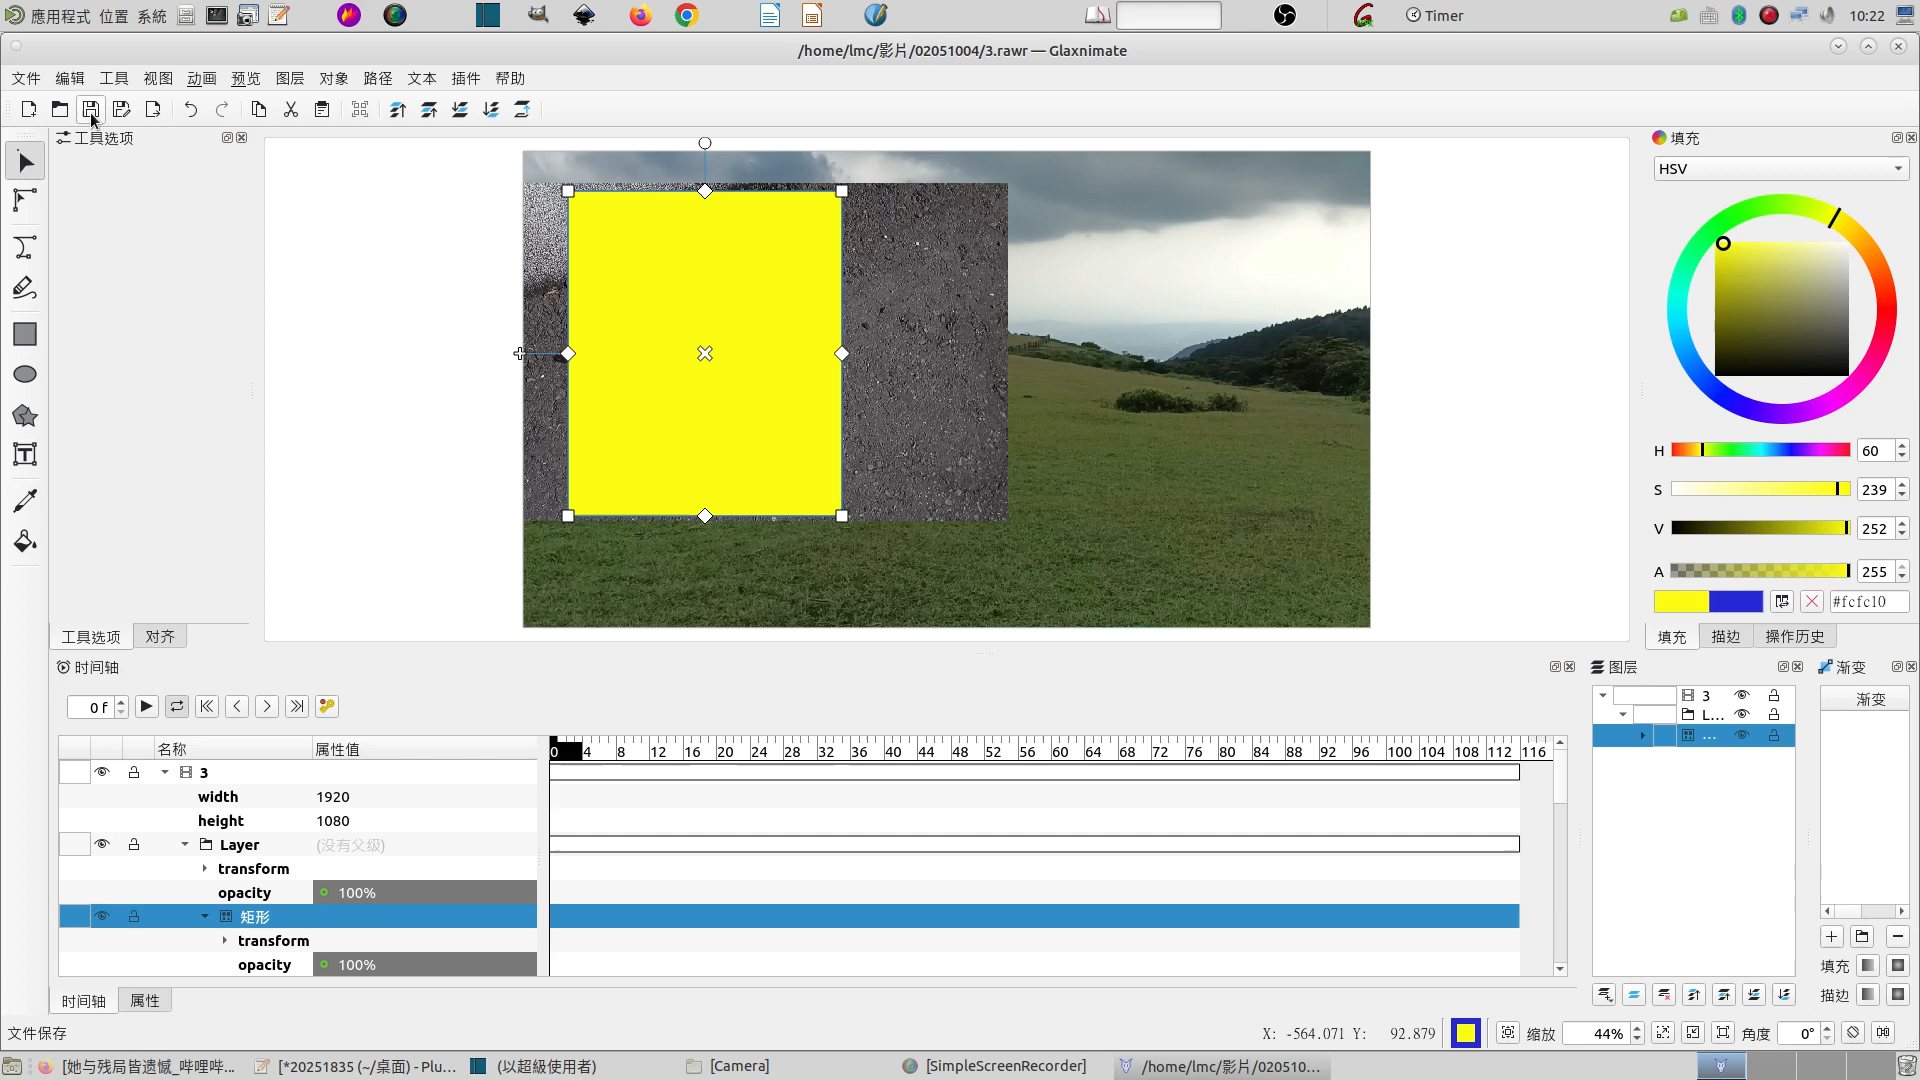 應用程式 位置 系統 Timer 10:22
/home/lmc/影片/02051004/3.rawr — Glaxnimate
文件 编辑 工具 视图 动画 预览 图层 对象 路径 文本 插件 帮助
工具选项
填充
HSV
H 60
S 239
V 252
A 255
#fcfc10
工具选项 对齐
填充 描边 操作历史
时间轴
图层
渐变
0 f
3
L...
...
渐变
名称 属性值
0 4 8 12 16 20 24 28 32 36 40 44 48 52 56 60 64 68 72 76 80 84 88 92 96 100 104 108 112 116
3
width 1920
height 1080
Layer (没有父级)
transform
opacity 100%
矩形
transform
opacity 100%
填充
描边
时间轴 属性
文件保存
X: -564.071 Y: 92.879 缩放 44% 角度 0°
[她与残局皆遗憾_哔哩哔... [*20251835 (~/桌面) - Plu... (以超級使用者) [Camera] [SimpleScreenRecorder] /home/lmc/影片/020510...